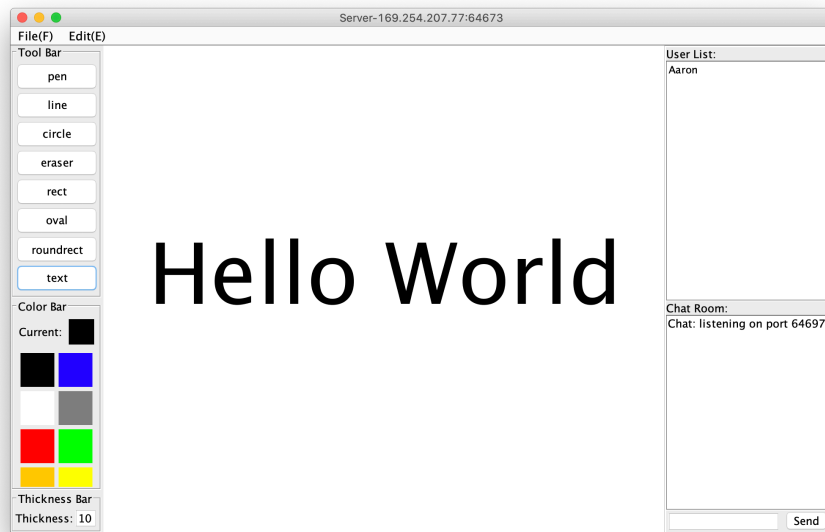 Server-169.254.207.77:64673
File(F) Edit(E)
Tool Bar
pen
line
circle
eraser
rect
oval
roundrect
text
Color Bar
Current:
Thickness Bar
Thickness: 10
Hello World
User List:
Aaron
Chat Room:
Chat: listening on port 64697
Send